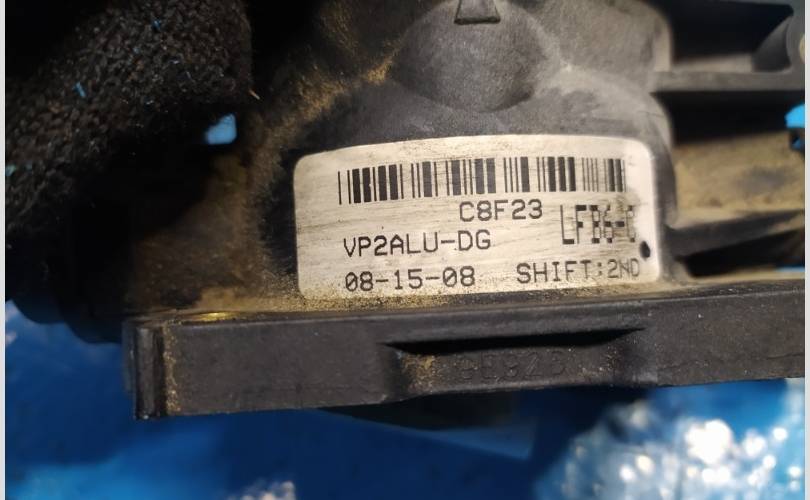 C8F23
VP2ALU-DG
08-15-08 SHIFT:2ND